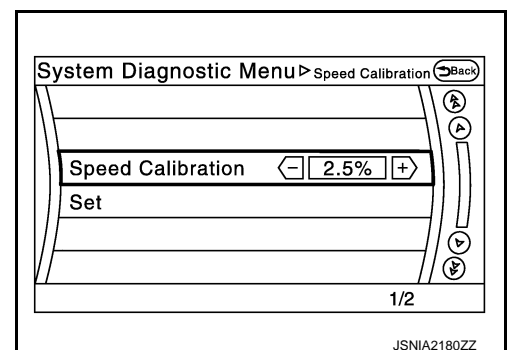 System Diagnostic Menu▷Speed Calibration ⮌Back
Speed Calibration - 2.5% +
Set
1/2
JSNIA2180ZZ